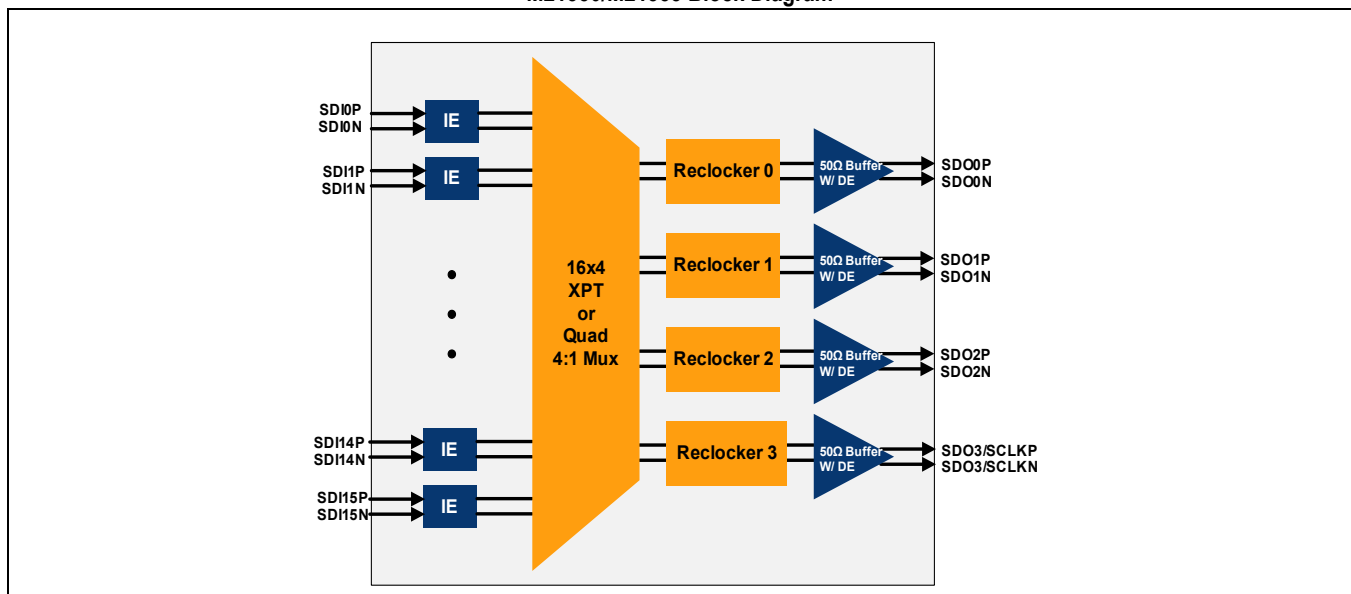 SDI0P
SDI0N
IE
SDI1P
SDI1N
IE
SDI14P
SDI14N
IE
SDI15P
SDI15N
IE
16x4
XPT
or
Quad
4:1 Mux
Reclocker 0
50Ω Buffer
W/ DE
SDO0P
SDO0N
Reclocker 1
50Ω Buffer
W/ DE
SDO1P
SDO1N
Reclocker 2
50Ω Buffer
W/ DE
SDO2P
SDO2N
Reclocker 3
50Ω Buffer
W/ DE
SDO3/SCLKP
SDO3/SCLKN